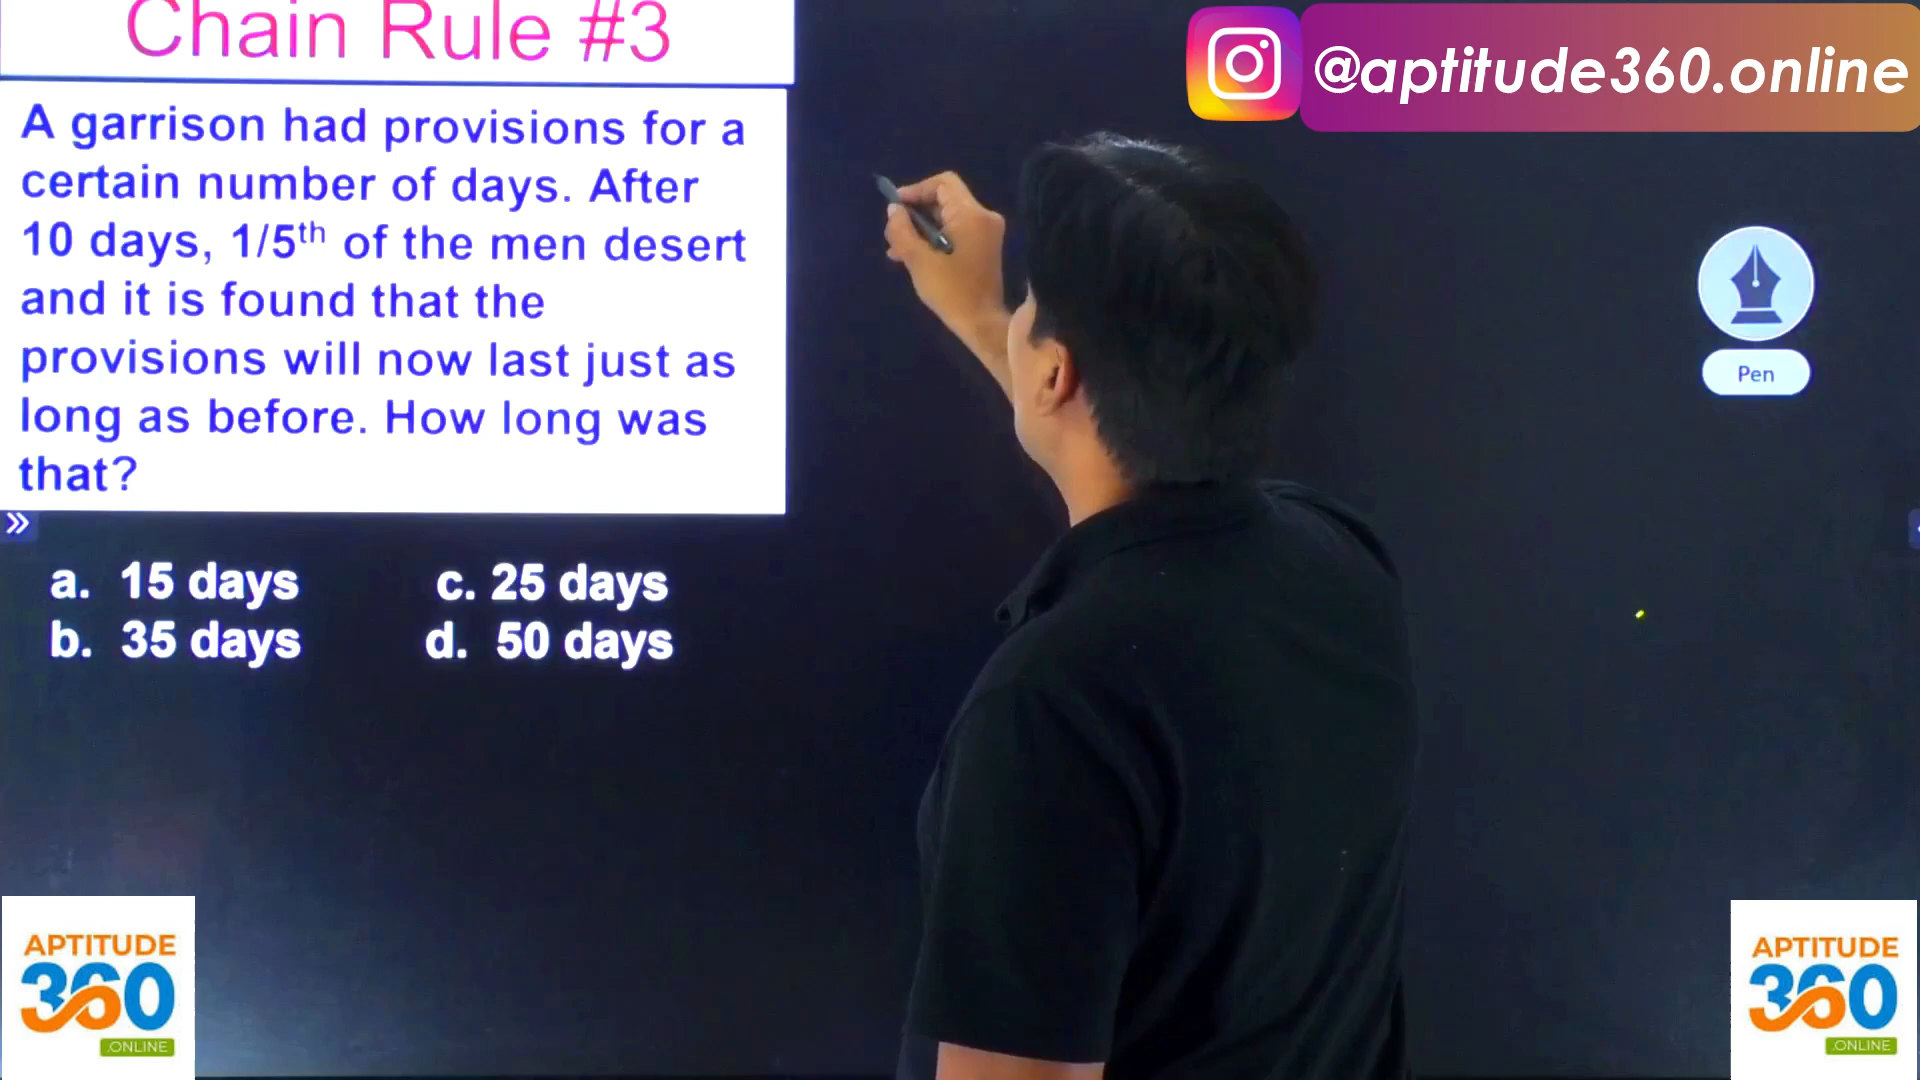 Chain Rule #3
@aptitude360.online
A garrison had provisions for a
certain number of days. After
10 days, 1/5th of the men desert
and it is found that the
provisions will now last just as
long as before. How long was
that?
Pen
a. 15 days
c. 25 days
b. 35 days
d. 50 days
APTITUDE
360
.ONLINE
APTITUDE
360
.ONLINE